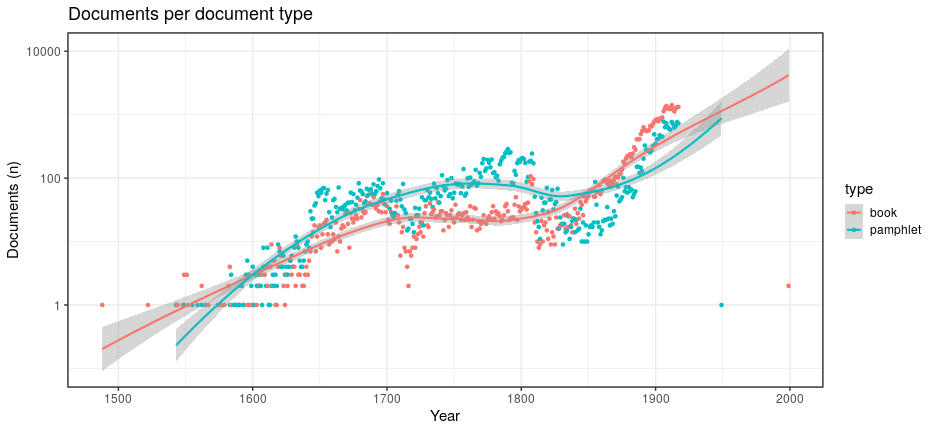 Documents per document type
Documents (n)
10000
100
1
1500 1600 1700 1800 1900 2000
Year
type
book
pamphlet